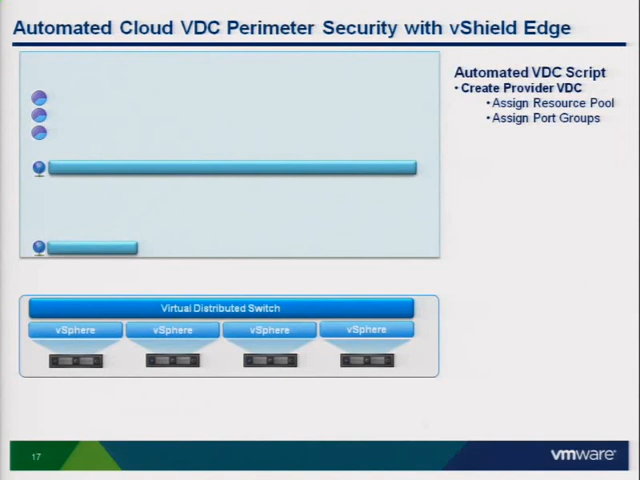 Automated Cloud VDC Perimeter Security with vShield Edge
Automated VDC Script
• Create Provider VDC
• Assign Resource Pool
• Assign Port Groups
Virtual Distributed Switch
vSphere vSphere vSphere vSphere
17
vmware